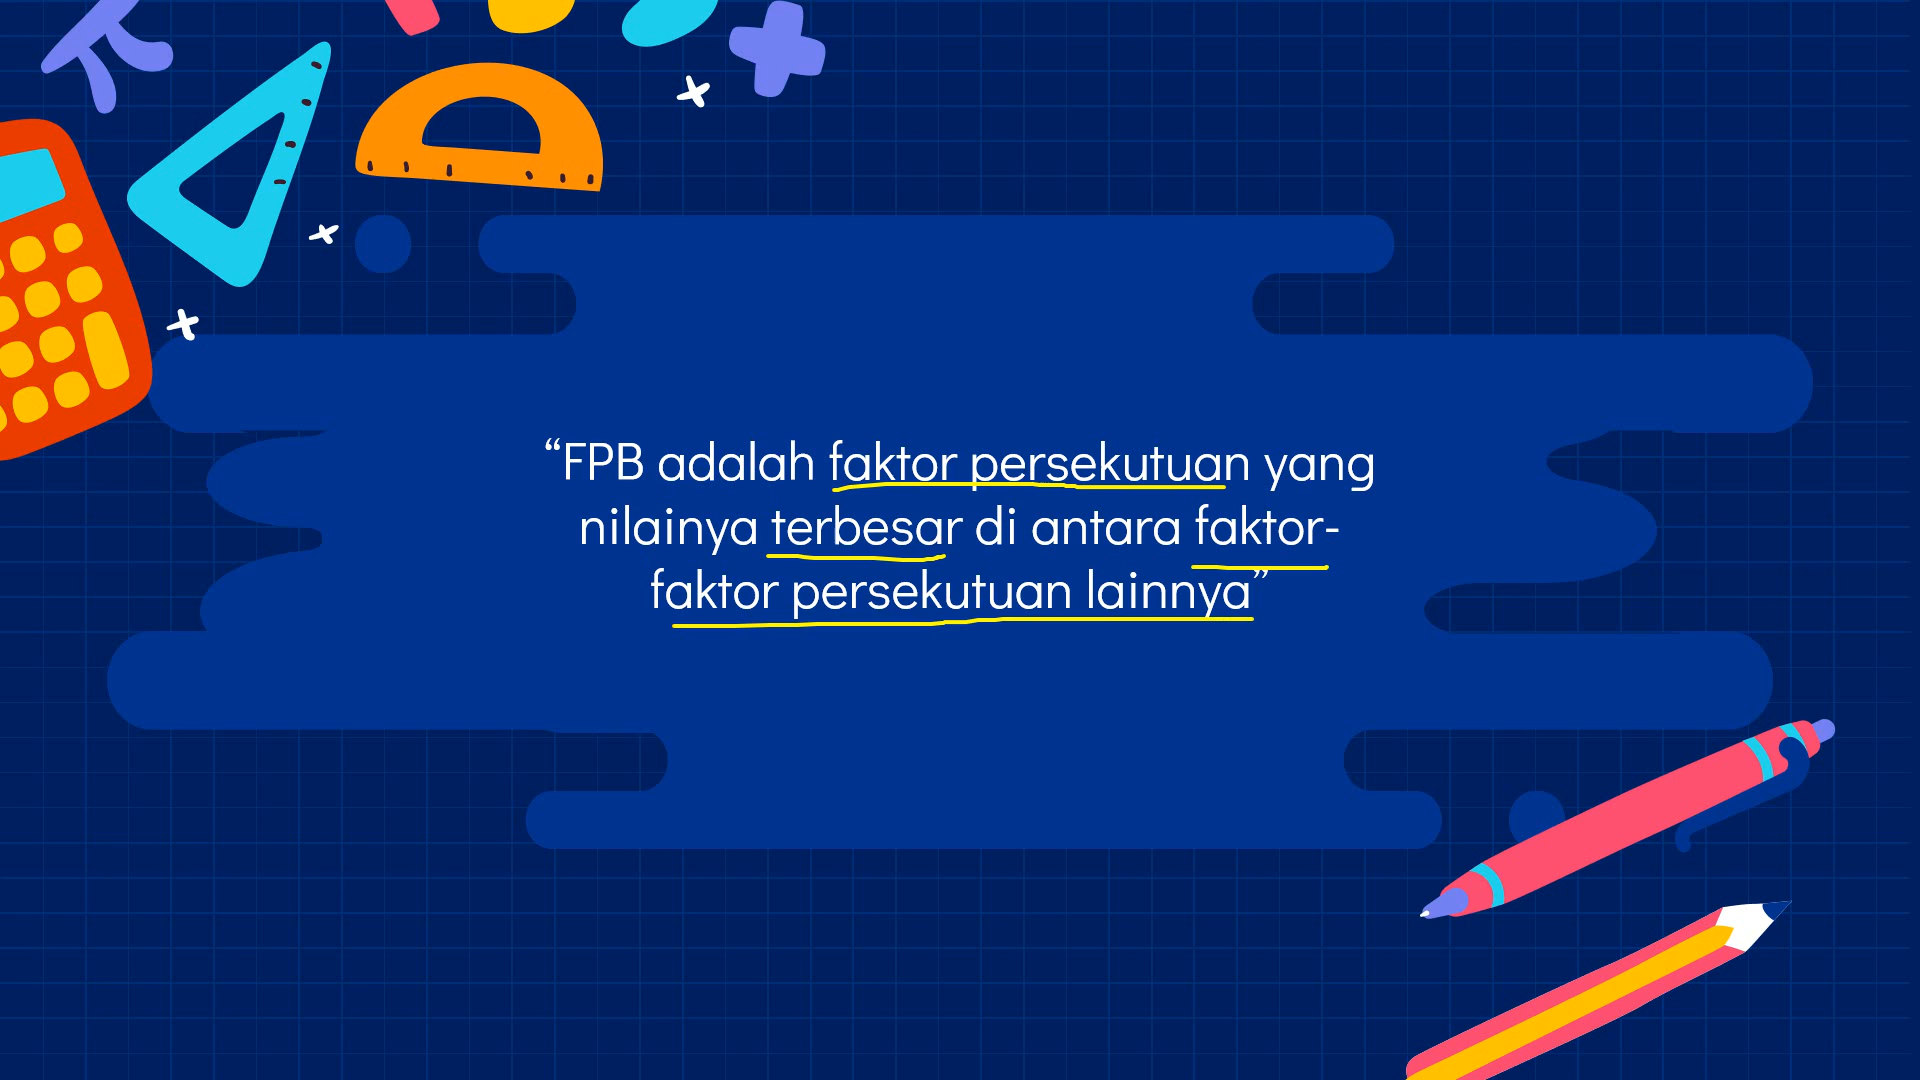 “FPB adalah faktor persekutuan yang
nilainya terbesar di antara faktor-
faktor persekutuan lainnya”